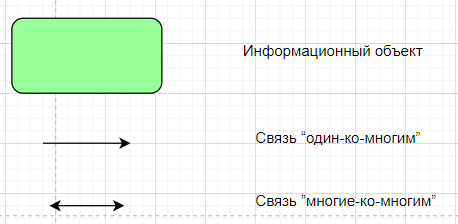 Информационный объект
Связь “один-ко-многим”
Связь ”многие-ко-многим”